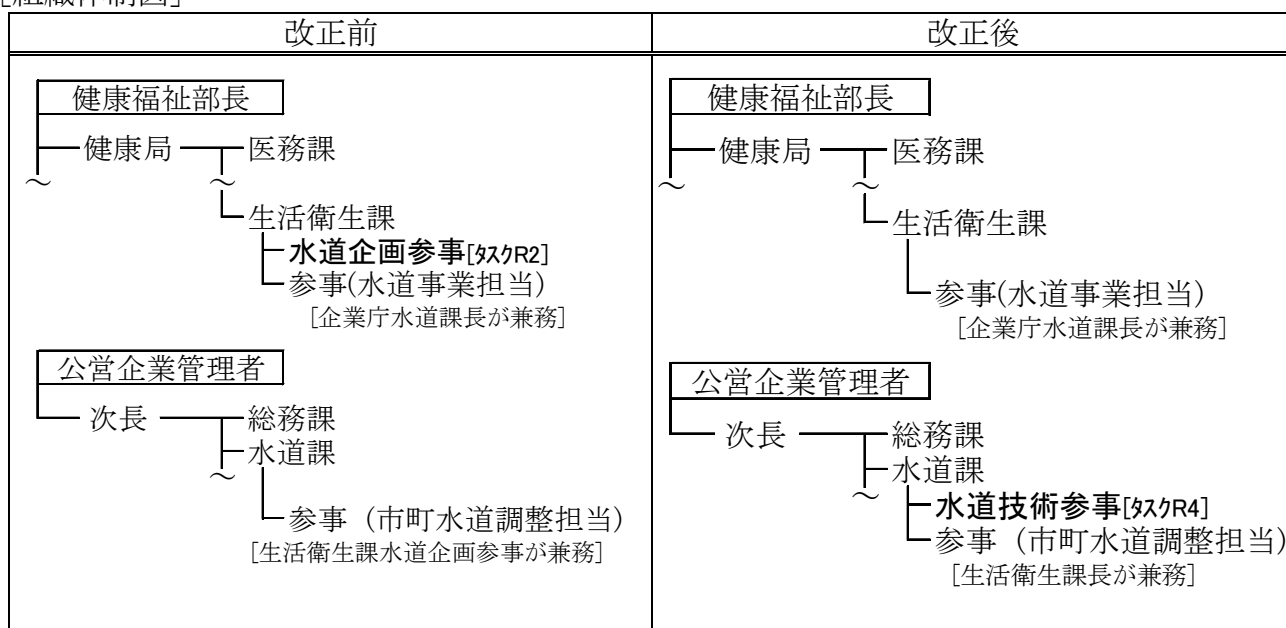 [組織体制図]
改正前
健康福祉部長
健康局
医務課
～
～
生活衛生課
水道企画参事[ﾀｽｸR2]
参事(水道事業担当)
[企業庁水道課長が兼務]
公営企業管理者
次長
総務課
水道課
～
参事（市町水道調整担当）
[生活衛生課水道企画参事が兼務]
改正後
健康福祉部長
健康局
医務課
～
～
生活衛生課
参事(水道事業担当)
[企業庁水道課長が兼務]
公営企業管理者
次長
総務課
水道課
～
水道技術参事[ﾀｽｸR4]
参事（市町水道調整担当）
[生活衛生課長が兼務]